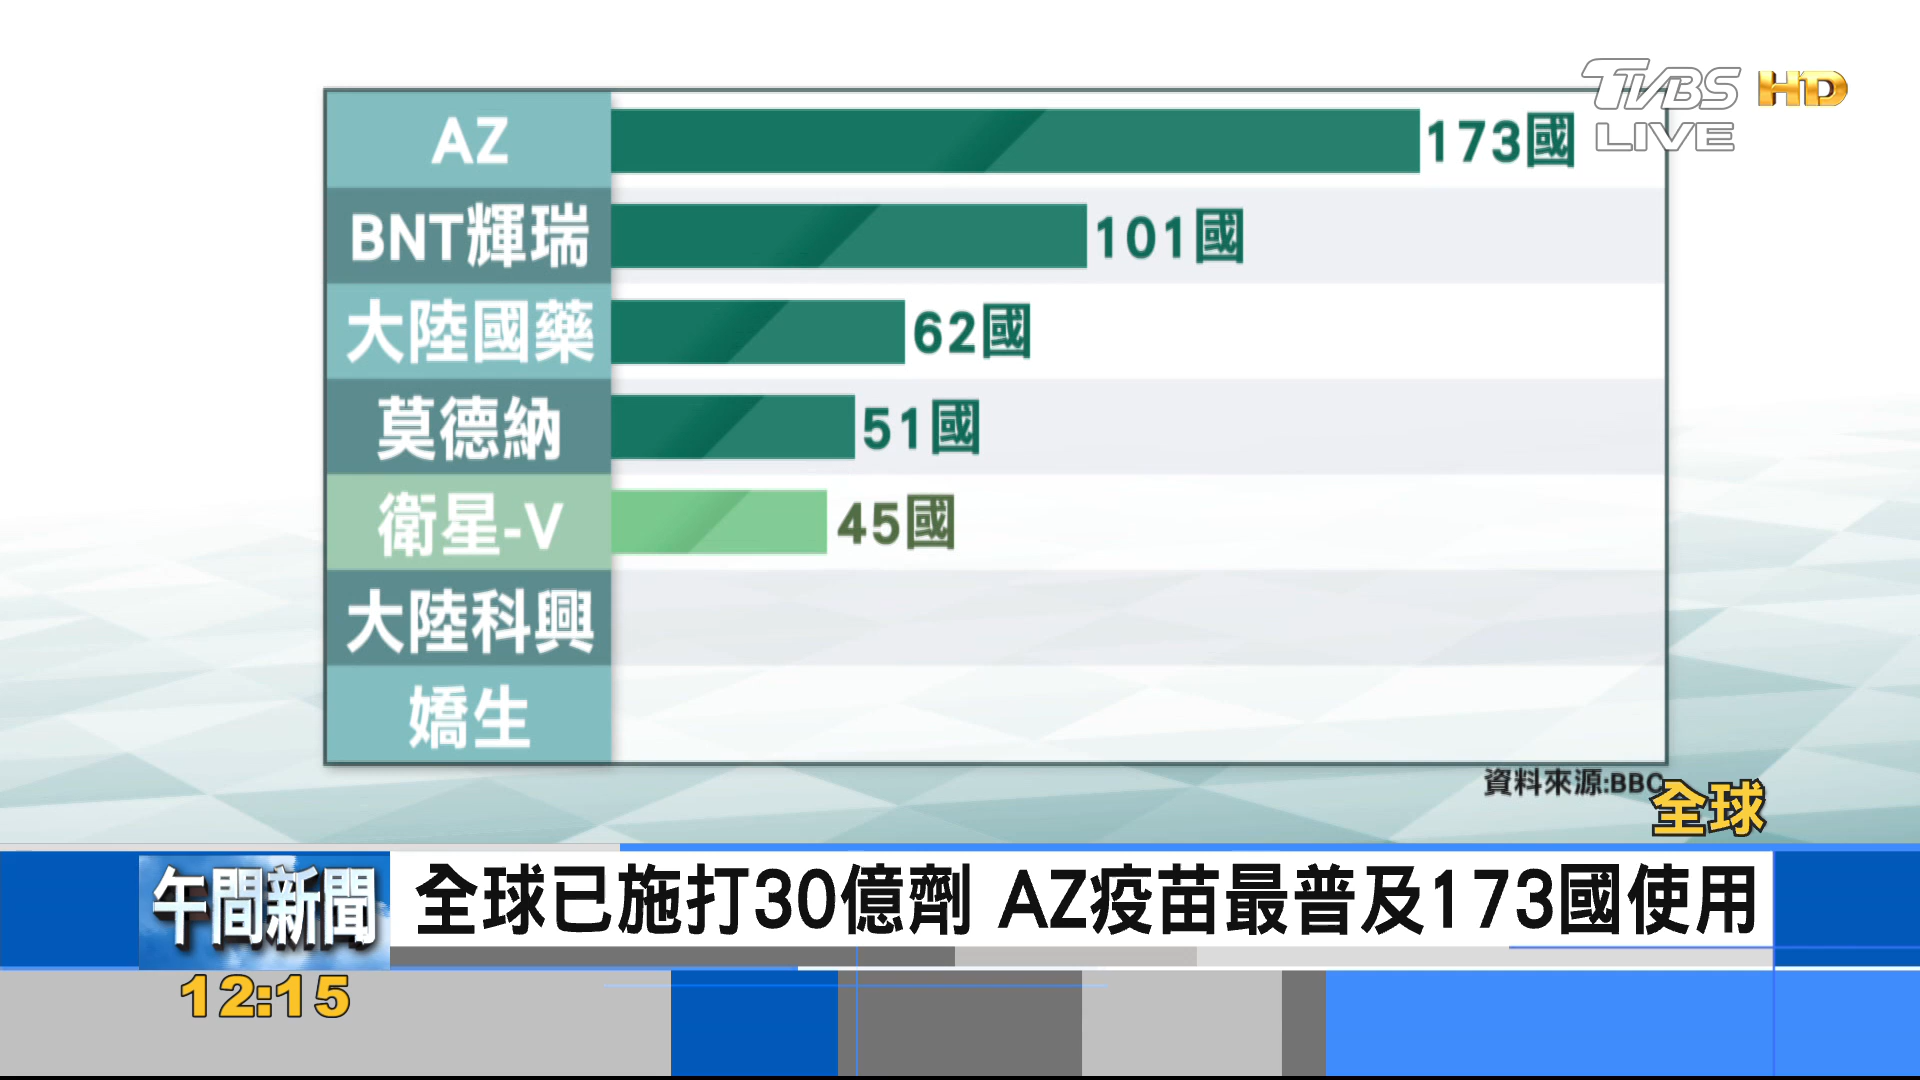 TVBS HD
LIVE
AZ 173國
BNT輝瑞 101國
大陸國藥 62國
莫德納 51國
衛星-V 45國
大陸科興
嬌生
資料來源:BBC
全球
午間新聞 全球已施打30億劑 AZ疫苗最普及173國使用
12:15